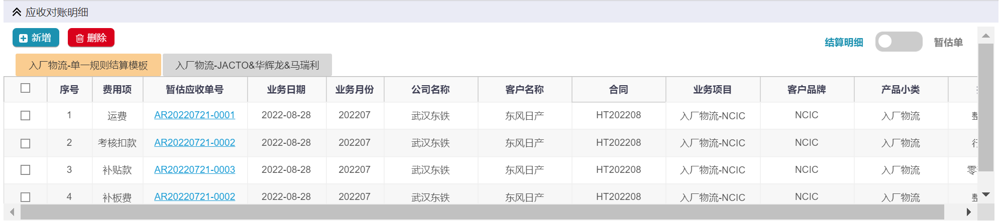 应收对账明细
新增 删除
结算明细 暂估单
入厂物流-单一规则结算模板 入厂物流-JACTO&华辉龙&马瑞利
序号 费用项 暂估应收单号 业务日期 业务月份 公司名称 客户名称 合同 业务项目 客户品牌 产品小类
1 运费 AR20220721-0001 2022-08-28 202207 武汉东铁 东风日产 HT202208 入厂物流-NCIC NCIC 入厂物流
2 考核扣款 AR20220721-0002 2022-08-28 202207 武汉东铁 东风日产 HT202208 入厂物流-NCIC NCIC 入厂物流
3 补贴款 AR20220721-0003 2022-08-28 202207 武汉东铁 东风日产 HT202208 入厂物流-NCIC NCIC 入厂物流 零
4 补板费 AR20220721-0002 2022-08-28 202207 武汉东铁 东风日产 HT202208 入厂物流-NCIC NCIC 入厂物流